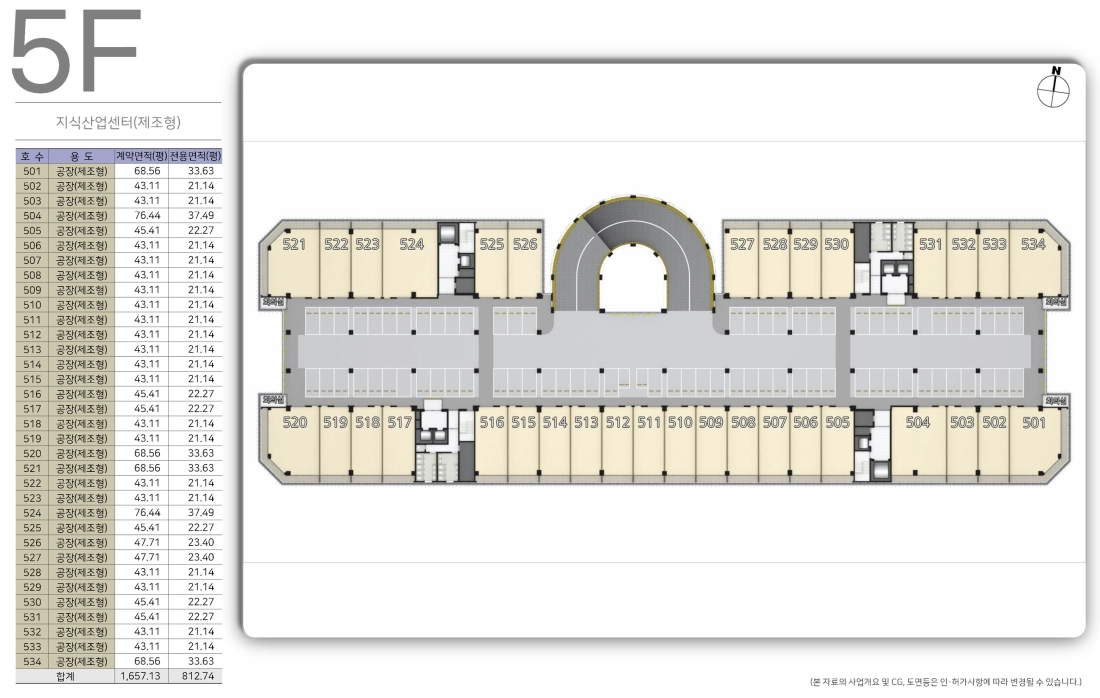 5F
지식산업센터(제조형)
호 수 용 도 계약면적(평) 전용면적(평)
501 공장(제조형) 68.56 33.63
502 공장(제조형) 43.11 21.14
503 공장(제조형) 43.11 21.14
504 공장(제조형) 76.44 37.49
505 공장(제조형) 45.41 22.27
506 공장(제조형) 43.11 21.14
507 공장(제조형) 43.11 21.14
508 공장(제조형) 43.11 21.14
509 공장(제조형) 43.11 21.14
510 공장(제조형) 43.11 21.14
511 공장(제조형) 43.11 21.14
512 공장(제조형) 43.11 21.14
513 공장(제조형) 43.11 21.14
514 공장(제조형) 43.11 21.14
515 공장(제조형) 43.11 21.14
516 공장(제조형) 45.41 22.27
517 공장(제조형) 45.41 22.27
518 공장(제조형) 43.11 21.14
519 공장(제조형) 43.11 21.14
520 공장(제조형) 68.56 33.63
521 공장(제조형) 68.56 33.63
522 공장(제조형) 43.11 21.14
523 공장(제조형) 43.11 21.14
524 공장(제조형) 76.44 37.49
525 공장(제조형) 45.41 22.27
526 공장(제조형) 47.71 23.40
527 공장(제조형) 47.71 23.40
528 공장(제조형) 43.11 21.14
529 공장(제조형) 43.11 21.14
530 공장(제조형) 45.41 22.27
531 공장(제조형) 45.41 22.27
532 공장(제조형) 43.11 21.14
533 공장(제조형) 43.11 21.14
534 공장(제조형) 68.56 33.63
합계 1,657.13 812.74
N
521 522 523 524 525 526 527 528 529 530 531 532 533 534
520 519 518 517 516 515 514 513 512 511 510 509 508 507 506 505 504 503 502 501
(본 자료의 사업개요 및 CG, 도면등은 인·허가사항에 따라 변경될 수 있습니다.)